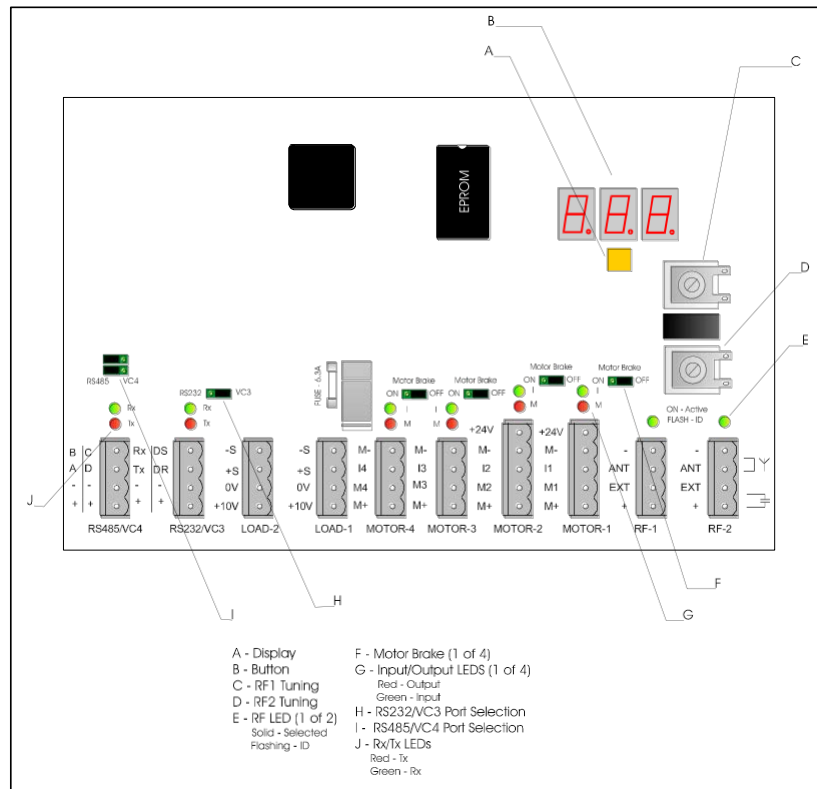 B
A
C
EPROM
D
E
RS485 VC4
RS232 VC3
FUSE - 6.3A
Motor Brake
ON OFF
Motor Brake
ON OFF
Motor Brake
ON OFF
Motor Brake
ON OFF
Rx
Tx
Rx
Tx
I
M
I
M
I
M
I
M
ON - Active
FLASH - ID
B C Rx DS -S -S M- M- +24V M- +24V M- - -
A D Tx DR +S +S I4 I3 I2 I1 ANT ANT
- - - - 0V 0V M4 M3 M2 M1 EXT EXT
+ + + + +10V +10V M+ M+ M+ M+ + +
RS485/VC4 RS232/VC3 LOAD-2 LOAD-1 MOTOR-4 MOTOR-3 MOTOR-2 MOTOR-1 RF-1 RF-2
J
I
H
G
F
A - Display
B - Button
C - RF1 Tuning
D - RF2 Tuning
E - RF LED (1 of 2)
Solid - Selected
Flashing - ID
F - Motor Brake (1 of 4)
G - Input/Output LEDS (1 of 4)
Red - Output
Green - Input
H - RS232/VC3 Port Selection
I - RS485/VC4 Port Selection
J - Rx/Tx LEDs
Red - Tx
Green - Rx